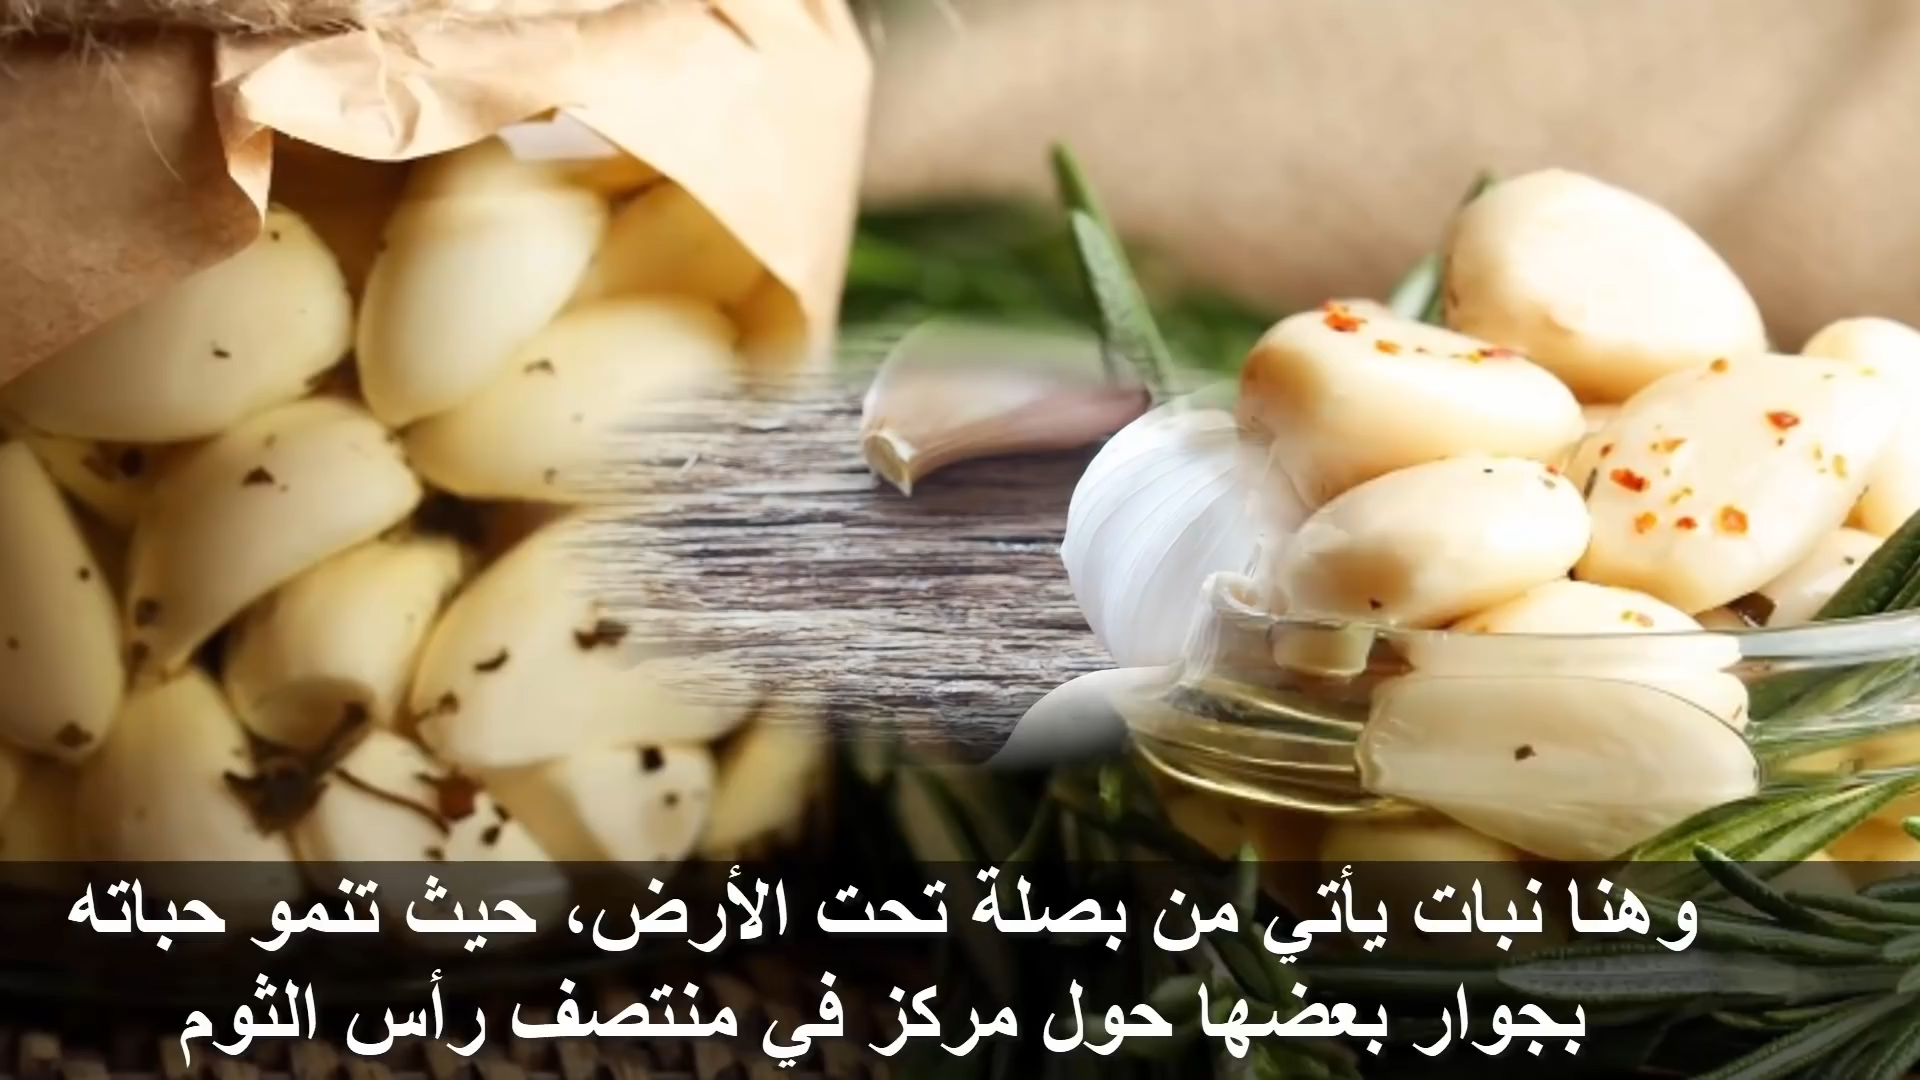 وهنا نبات يأتي من بصلة تحت الأرض، حيث تنمو حباته
بجوار بعضها حول مركز في منتصف رأس الثوم